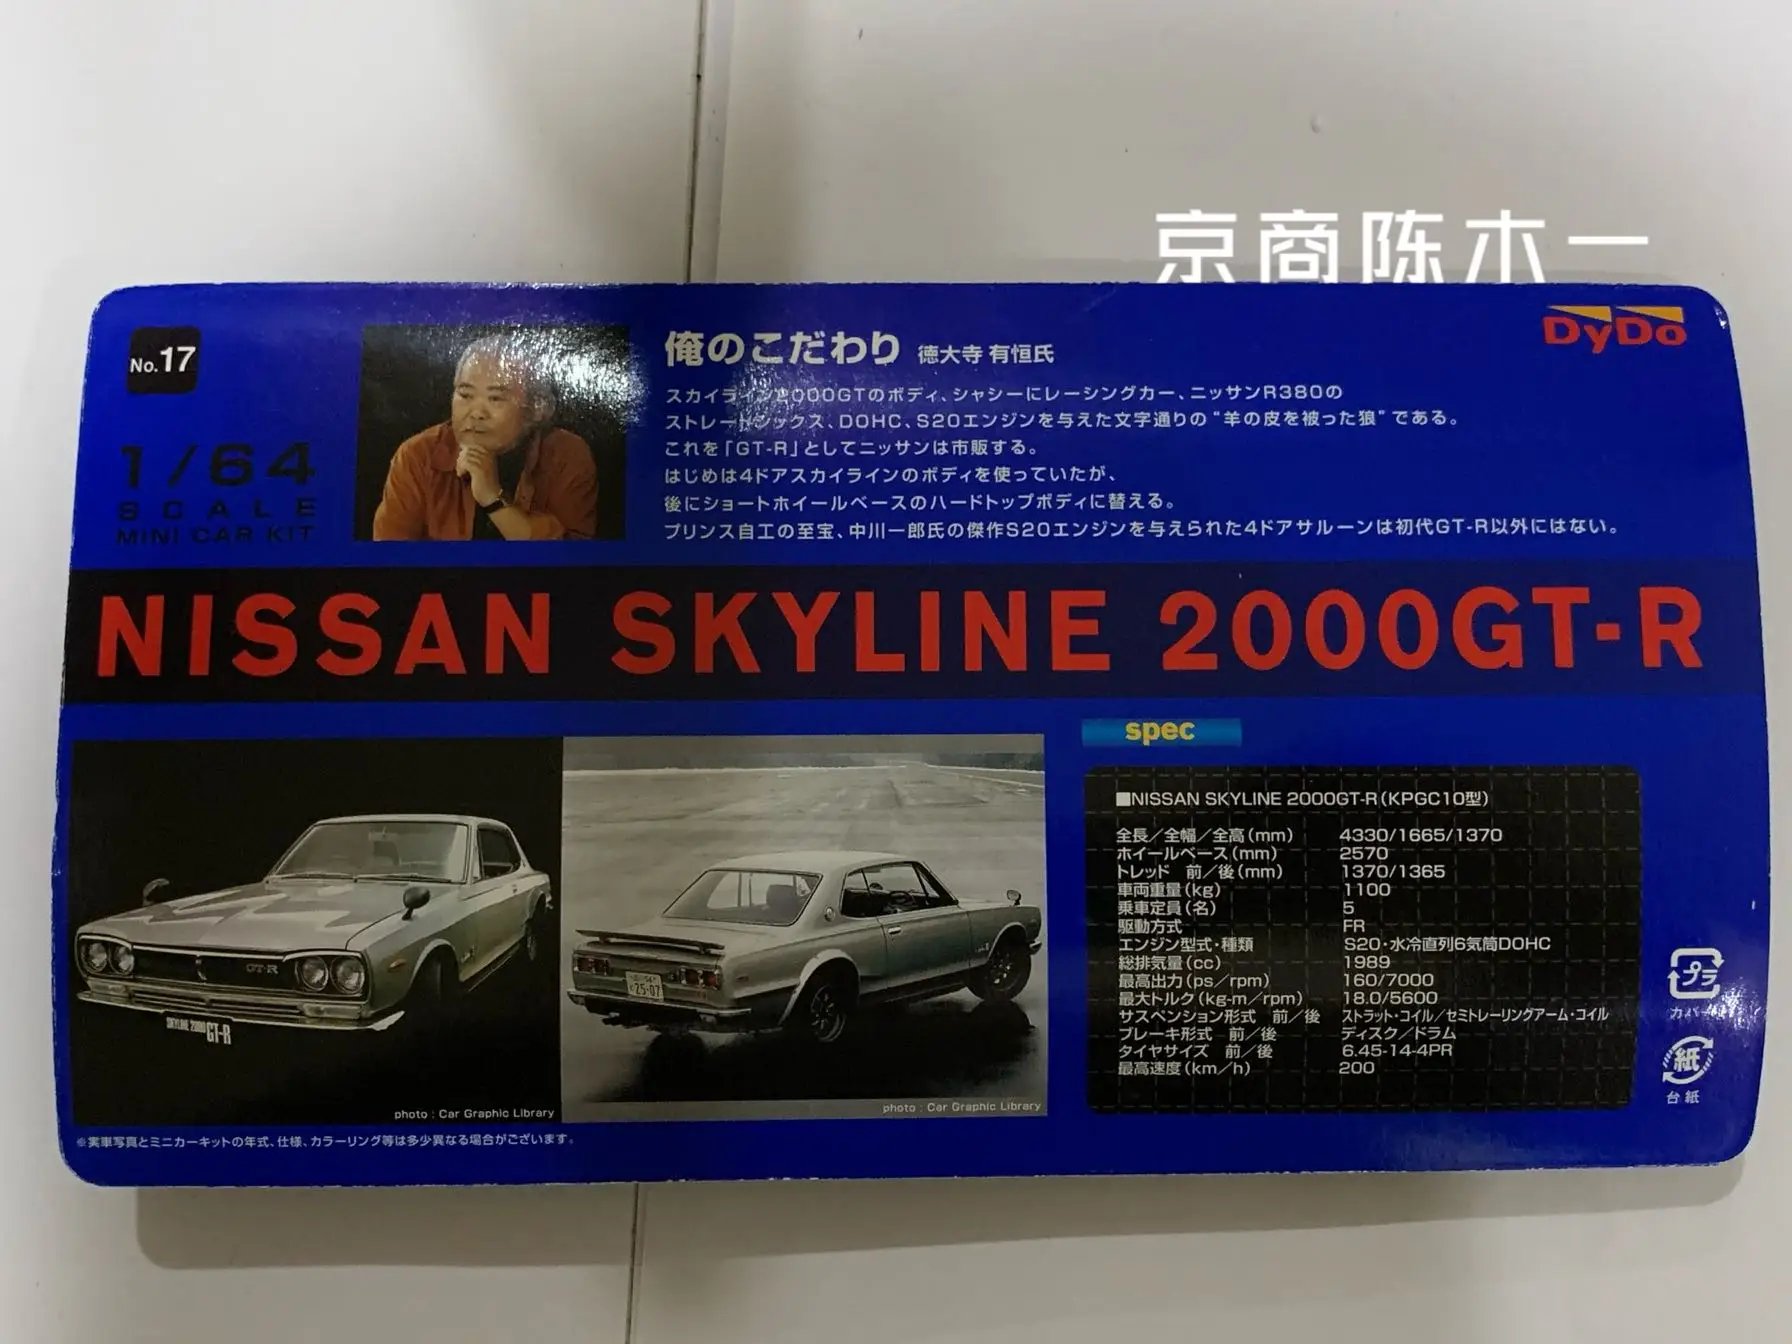 京商陈木一
DyDo
No.17
俺のこだわり 徳大寺 有恒氏
スカイライン2000GTのボディ、シャシーにレーシングカー、ニッサンR380の
ストレートシックス、DOHC、S20エンジンを与えた文字通りの“羊の皮を被った狼”である。
これを「GT-R」としてニッサンは市販する。
はじめは4ドアスカイラインのボディを使っていたが、
後にショートホイールベースのハードトップボディに替える。
プリンス自工の至宝、中川一郎氏の傑作S20エンジンを与えられた4ドアサルーンは初代GT-R以外にはない。
1/64
SCALE
MINI CAR KIT
NISSAN SKYLINE 2000GT-R
GT-R
SKYLINE 2000 GT-R
photo : Car Graphic Library
25-07
photo : Car Graphic Library
※実車写真とミニカーキットの年式、仕様、カラーリング等は多少異なる場合がございます。
spec
■NISSAN SKYLINE 2000GT-R(KPGC10型)
全長/全幅/全高(mm) 4330/1665/1370
ホイールベース(mm) 2570
トレッド 前/後(mm) 1370/1365
車両重量(kg) 1100
乗車定員(名) 5
駆動方式 FR
エンジン型式・種類 S20・水冷直列6気筒DOHC
総排気量(cc) 1989
最高出力(ps/rpm) 160/7000
最大トルク(kg-m/rpm) 18.0/5600
サスペンション形式 前/後 ストラット・コイル/セミトレーリングアーム・コイル
ブレーキ形式 前/後 ディスク/ドラム
タイヤサイズ 前/後 6.45-14-4PR
最高速度(km/h) 200
プラ
カバー
紙
台紙